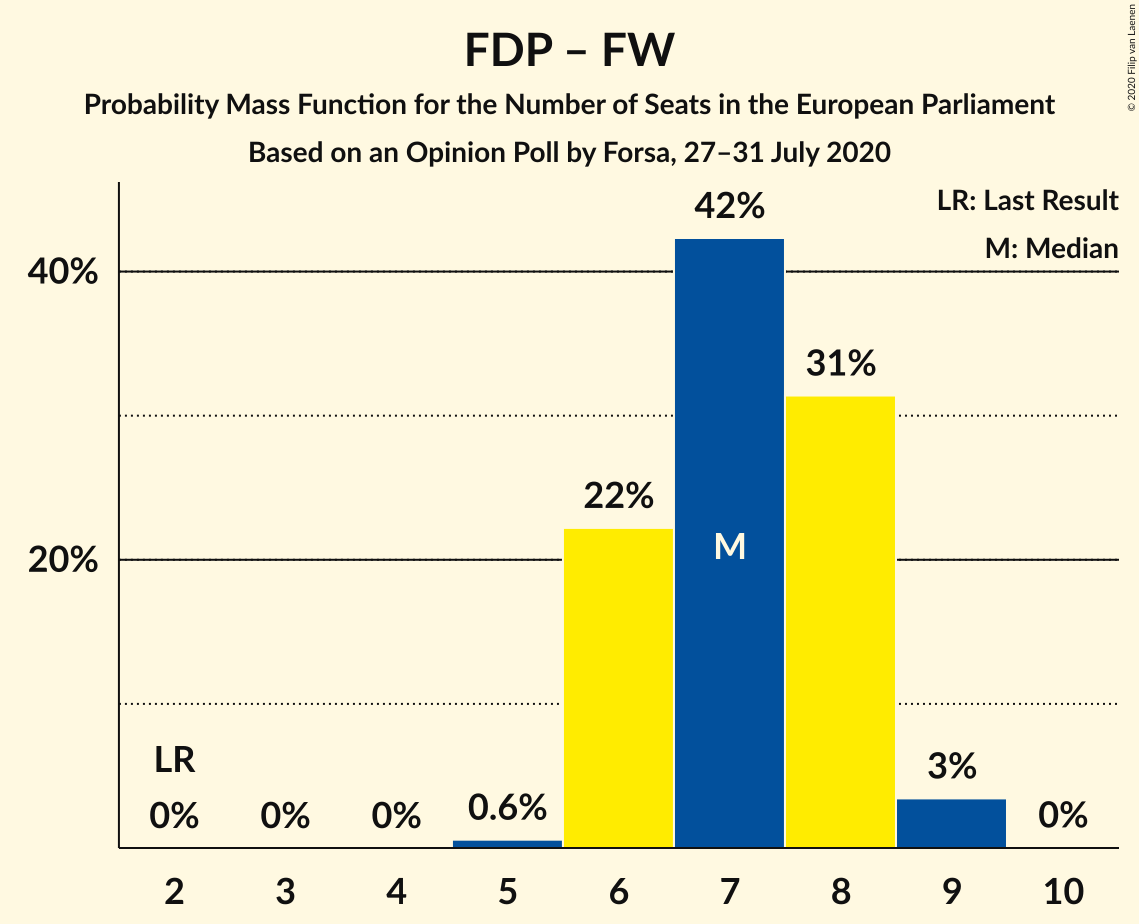 FDP – FW
Probability Mass Function for the Number of Seats in the European Parliament
Based on an Opinion Poll by Forsa, 27–31 July 2020
© 2020 Filip van Laenen
LR: Last Result
M: Median
42%
40%
31%
22%
M
20%
LR
3%
0% 0% 0% 0.6% 0%
2 3 4 5 6 7 8 9 10